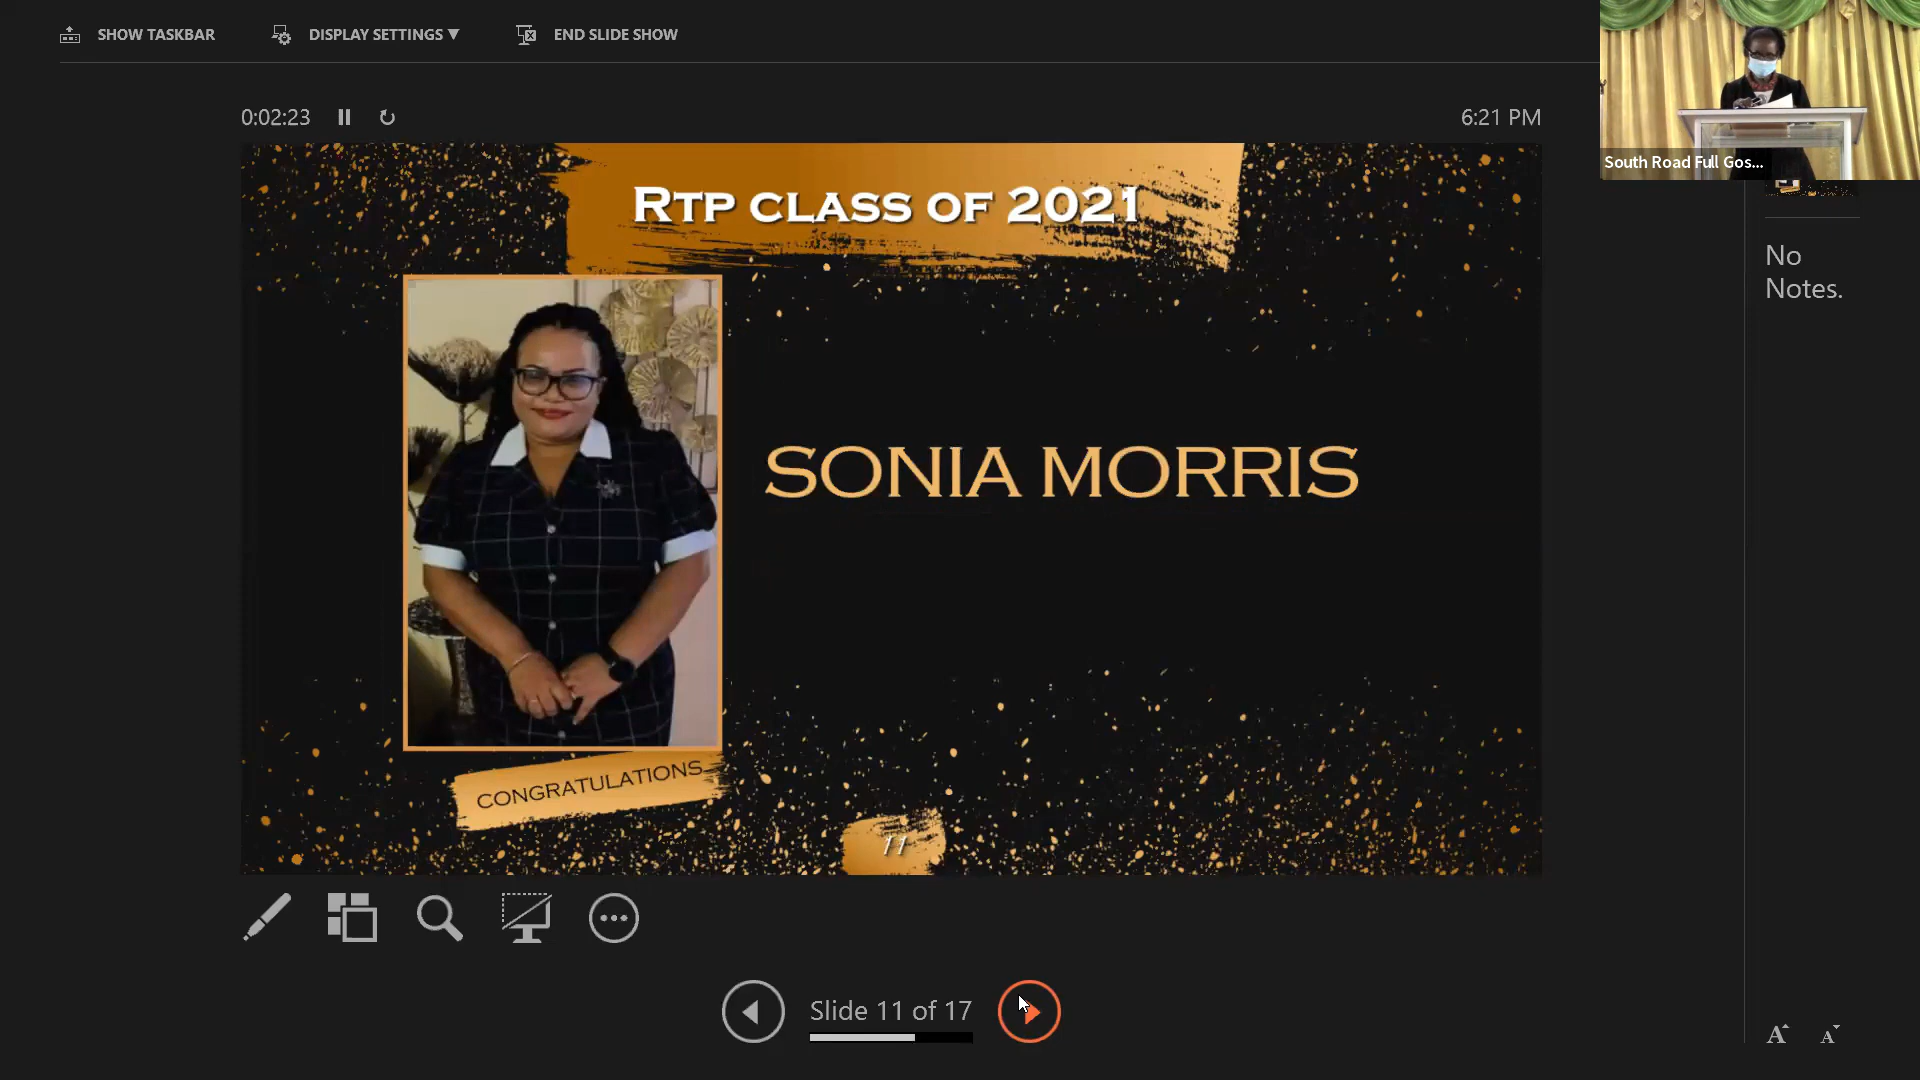 SHOW TASKBAR
DISPLAY SETTINGS ▼
END SLIDE SHOW
South Road Full Gos...
0:02:23
6:21 PM
RTP CLASS OF 2021
No
Notes.
SONIA MORRIS
CONGRATULATIONS
11
Slide 11 of 17
A
A